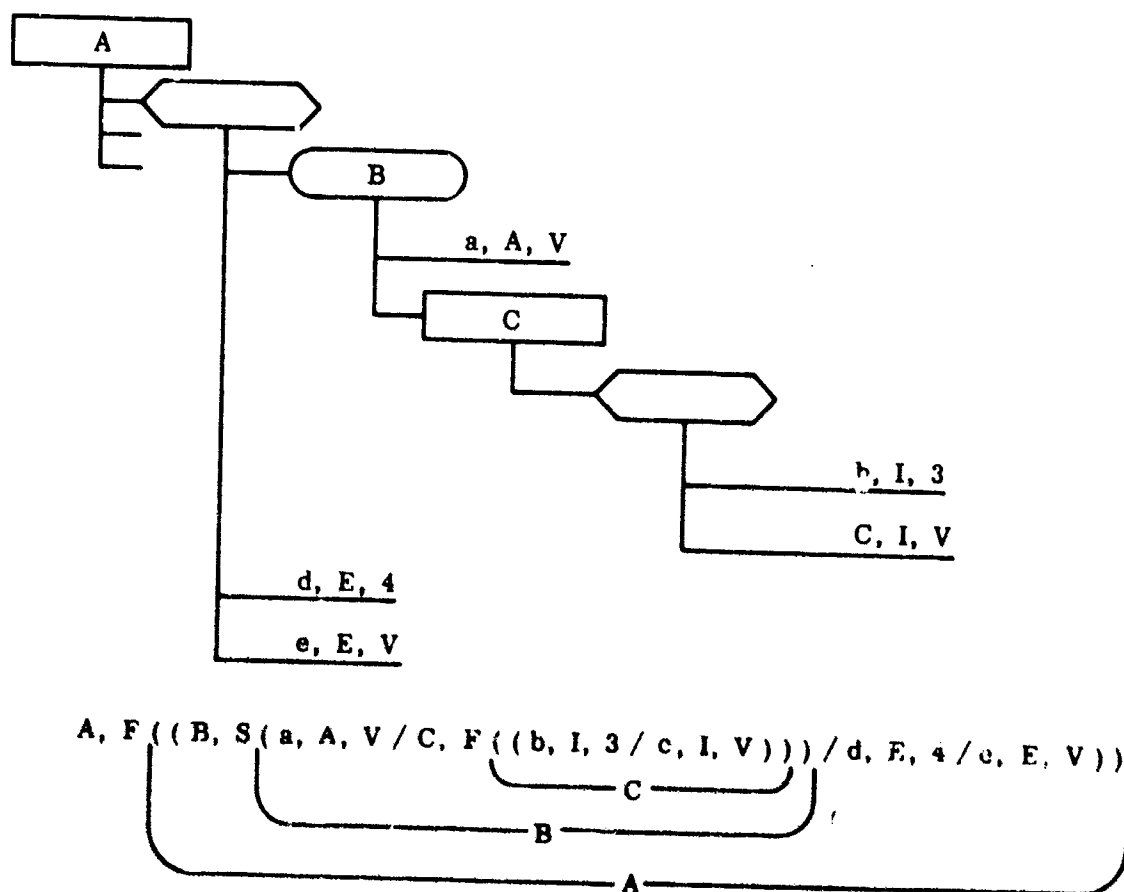 A
B
a, A, V
C
b, I, 3
C, I, V
d, E, 4
e, E, V
A, F((B, S(a, A, V/C, F((b, I, 3/c, I, V)))/d, E, 4/e, E, V))
C
B
A